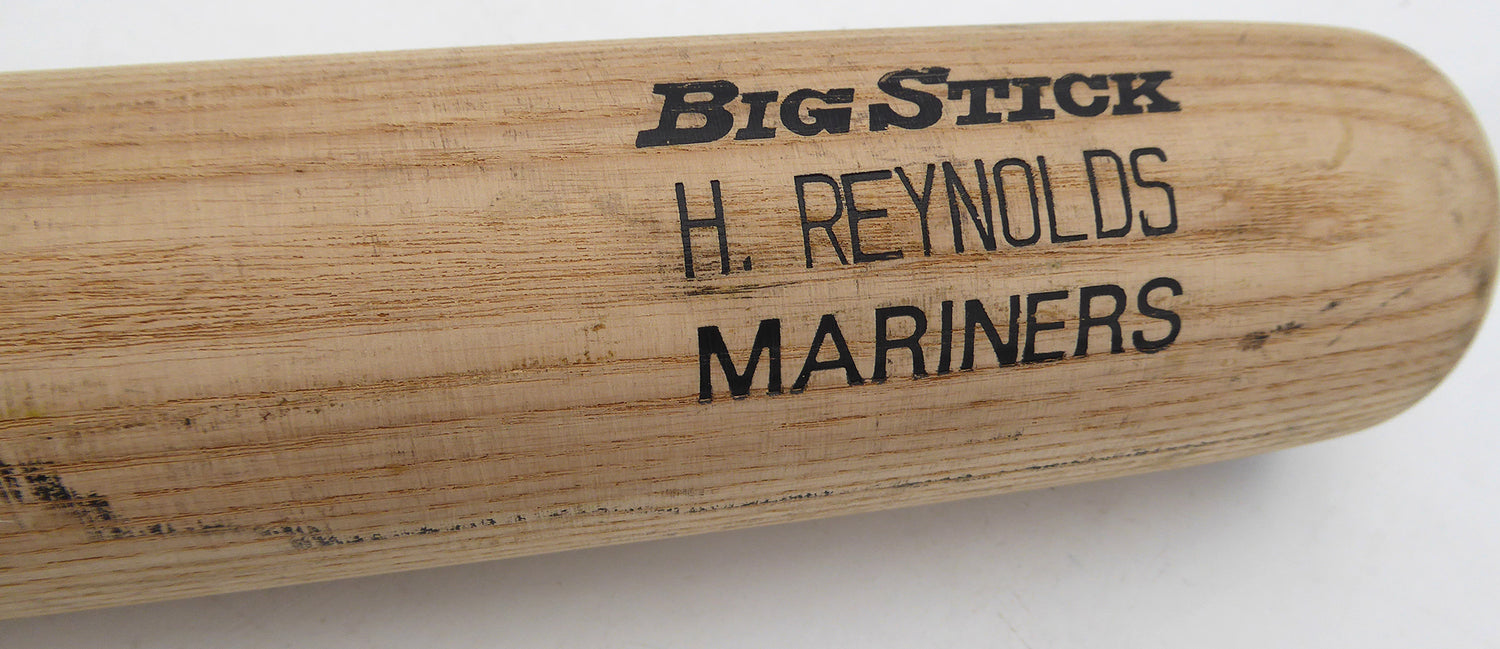 BIG STICK
H. REYNOLDS
MARINERS